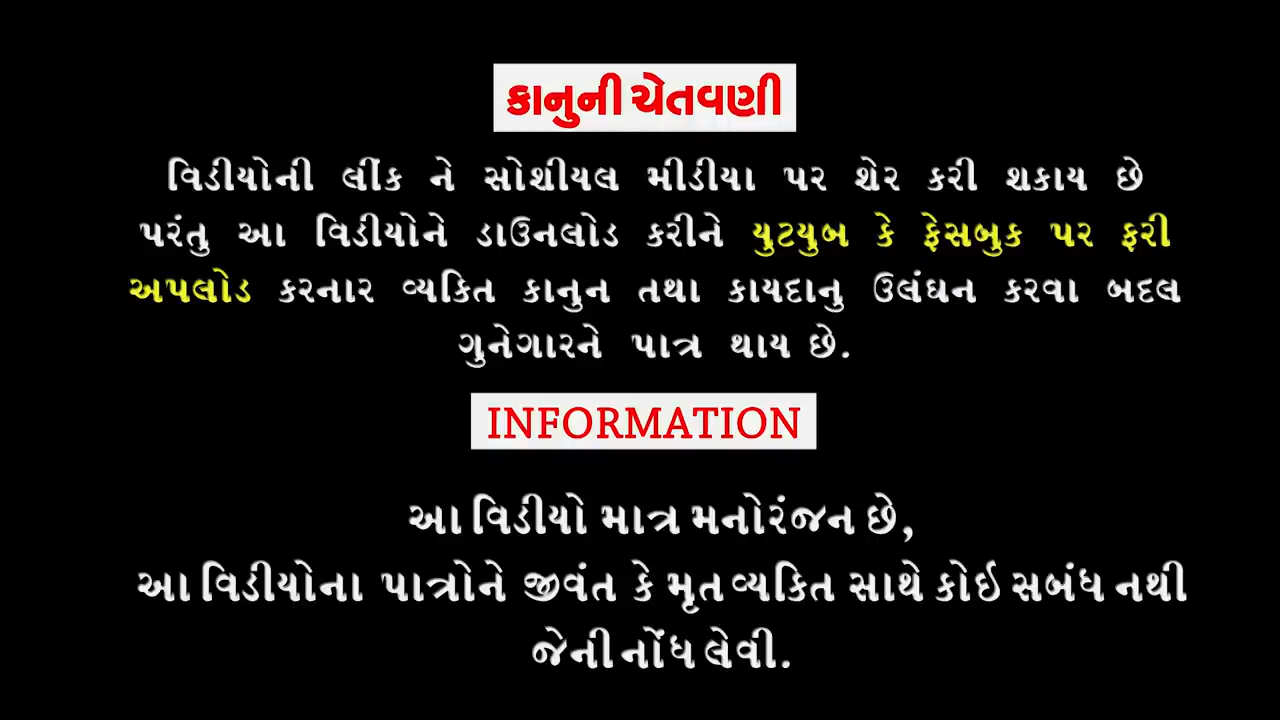 કાનુની ચેતવણી
વિડીયોની લીંક ને સોશીયલ મીડીયા પર શેર કરી શકાય છે
પરંતુ આ વિડીયોને ડાઉનલોડ કરીને યુટયુબ કે ફેસબુક પર ફરી
અપલોડ કરનાર વ્યકિત કાનુન તથા કાયદાનુ ઉલંઘન કરવા બદલ
ગુનેગારને પાત્ર થાય છે.
INFORMATION
આ વિડીયો માત્ર મનોરંજન છે,
આ વિડીયોના પાત્રોને જીવંત કે મૃત વ્યકિત સાથે કોઇ સબંધ નથી
જેની નોંધ લેવી.